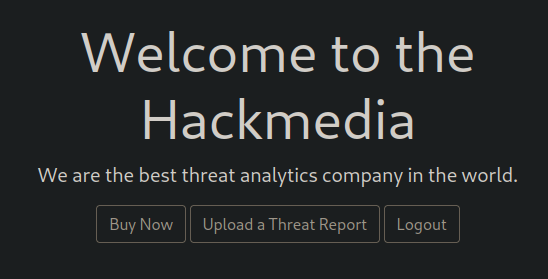 Welcome to the
Hackmedia
We are the best threat analytics company in the world.
Buy Now Upload a Threat Report Logout